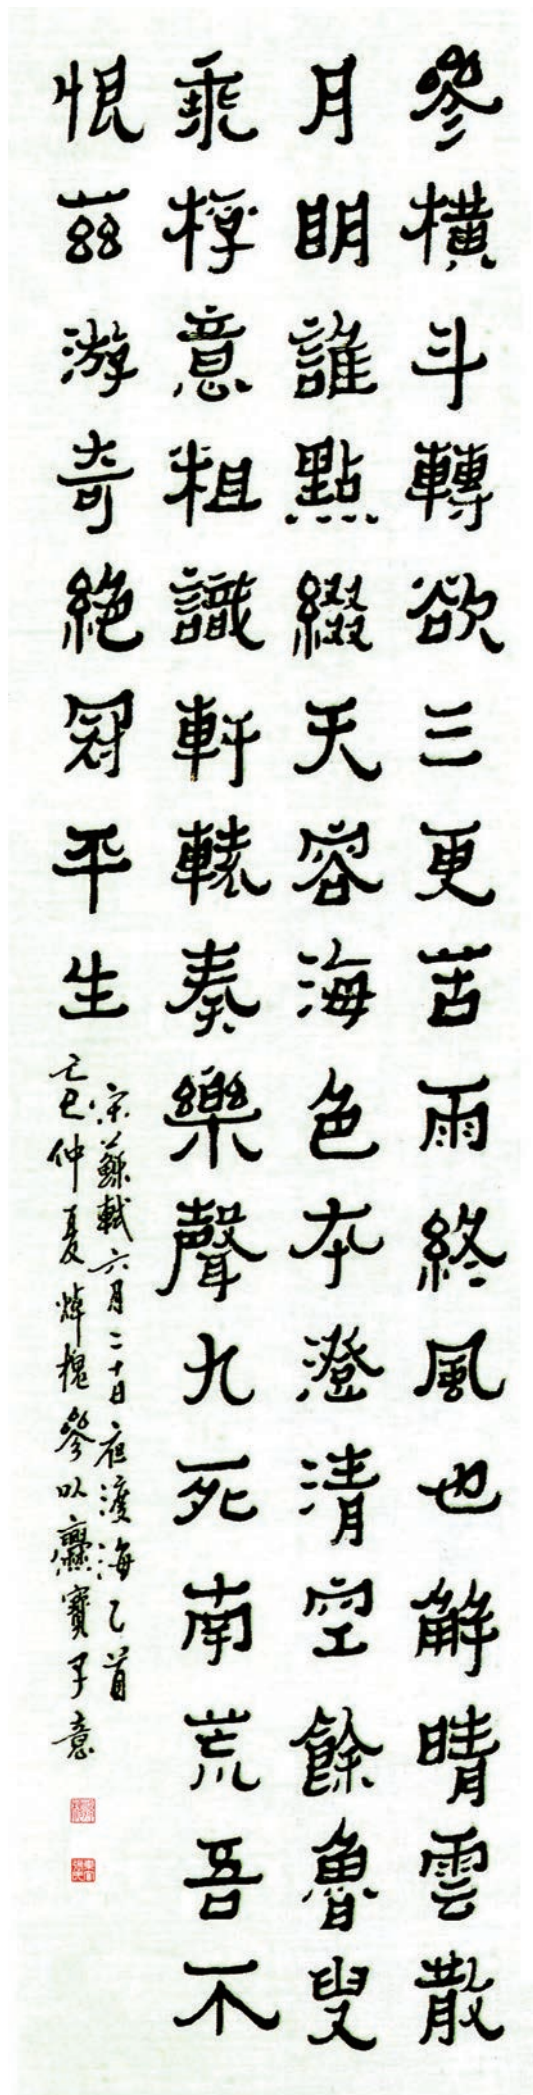 參橫斗轉欲三更苦雨終風也解晴雲散
月明誰點綴天容海色本澄清空餘魯叟
乘桴意粗識軒轅奏樂聲九死南荒吾不
恨茲游奇絕冠平生
宋蘇軾六月二十日夜渡海乙首
乙巳仲夏焯槐參以爨寶子意